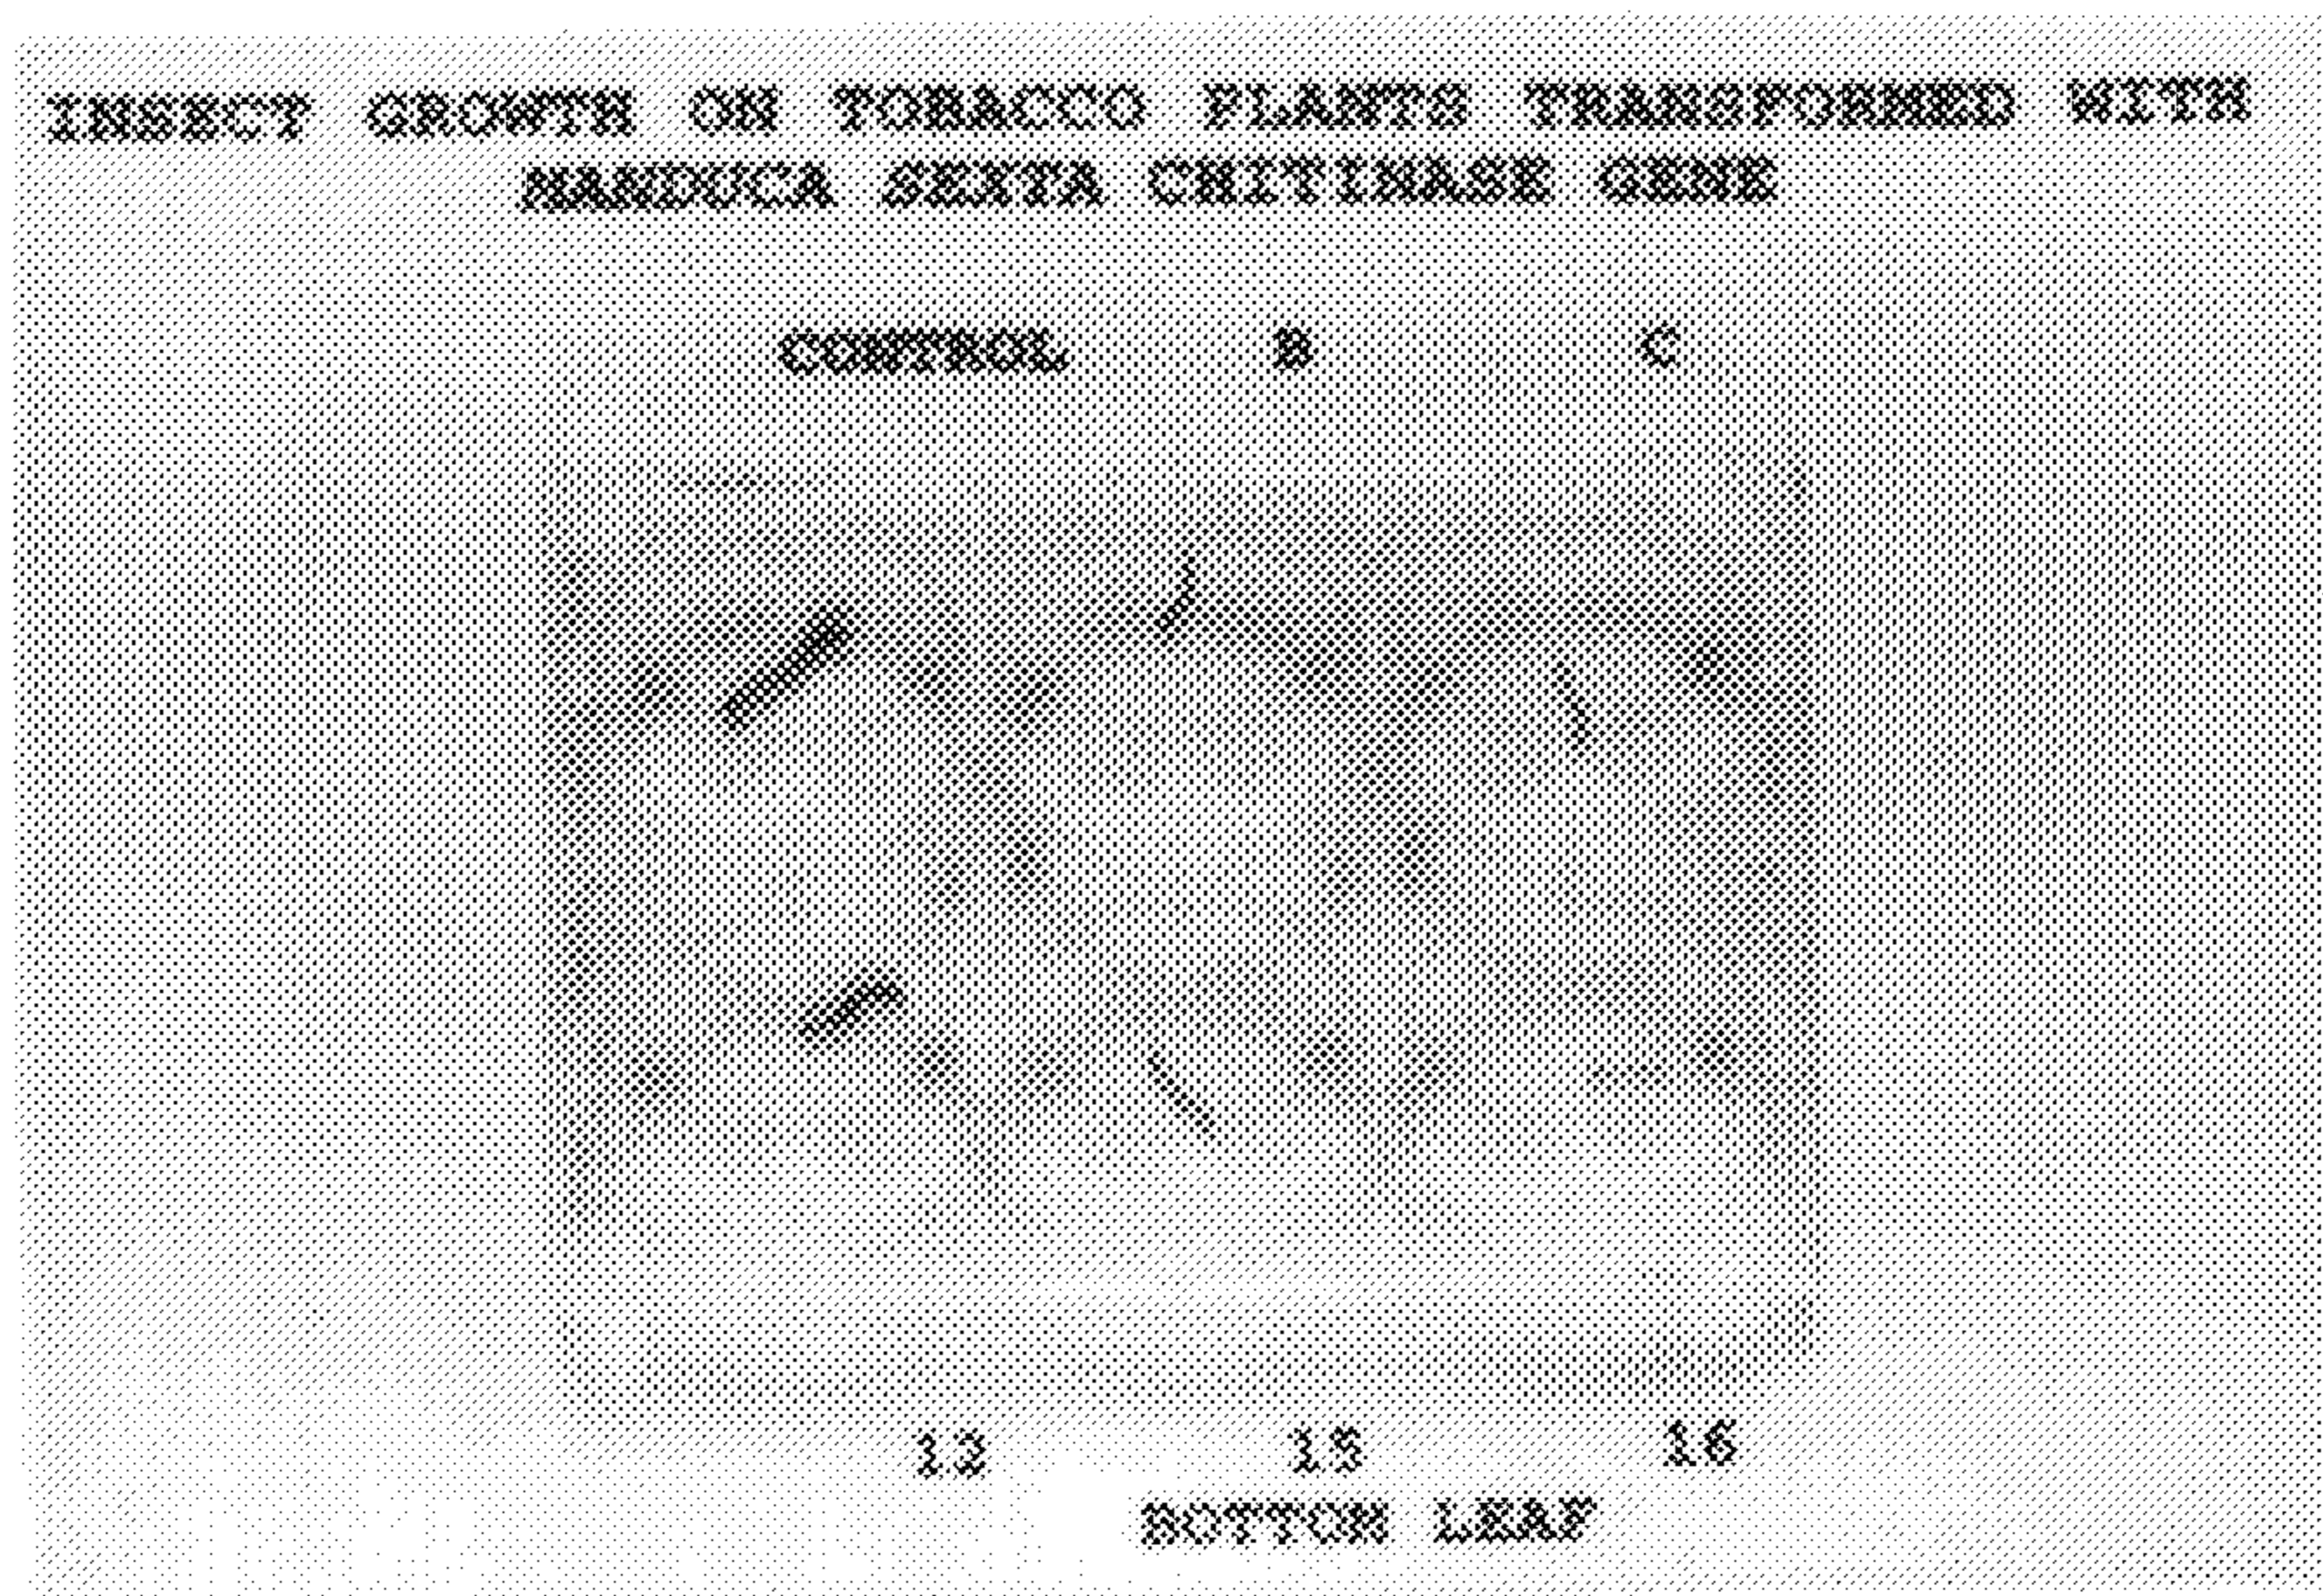 INSECT GROWTH ON TOBACCO PLANTS TRANSFORMED WITH
MANDUCA SEXTA CHITINASE GENE
CONTROL B C
12 15 16
BOTTOM LEAF